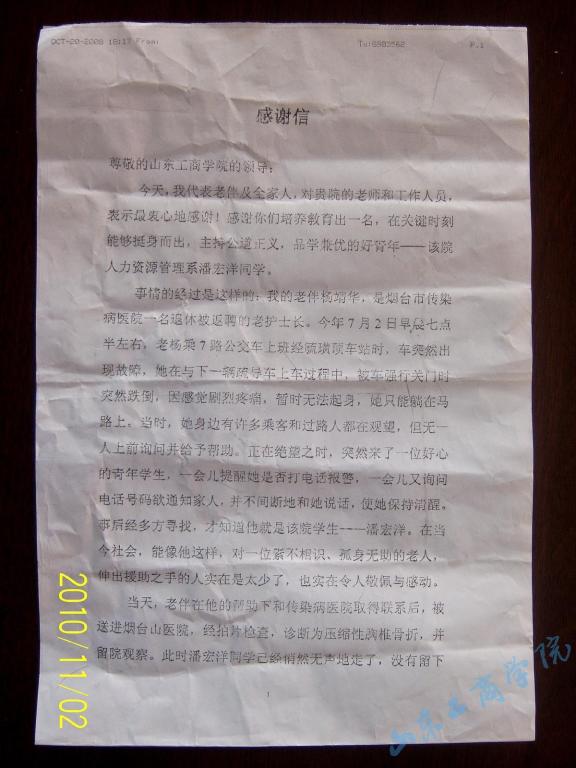 OCT-20-2008 18:17 From: To:6903562 P.1
感谢信
尊敬的山东工商学院的领导：
今天，我代表老伴及全家人，对贵院的老师和工作人员，
表示最衷心地感谢！感谢你们培养教育出一名，在关键时刻
能够挺身而出，主持公道正义，品学兼优的好青年——该院
人力资源管理系潘宏洋同学。
事情的经过是这样的：我的老伴杨靖华，是烟台市传染
病医院一名退休被返聘的老护士长。今年7月2日早晨七点
半左右，老杨乘7路公交车上班经硫璜顶车站时，车突然出
现故障，她在与下一辆疏导车上车过程中，被车强行关门时
突然跌倒，因感觉剧烈疼痛，暂时无法起身，她只能躺在马
路上。当时，她身边有许多乘客和过路人都在观望，但无一
人上前询问并给予帮助。正在绝望之时，突然来了一位好心
的青年学生，一会儿提醒她是否打电话报警，一会儿又询问
电话号码欲通知家人，并不间断地和她说话，使她保持清醒。
事后经多方寻找，才知道他就是该院学生——潘宏洋。在当
今社会，能像他这样，对一位素不相识、孤身无助的老人，
伸出援助之手的人实在是太少了，也实在令人敬佩与感动。
当天，老伴在他的帮助下和传染病医院取得联系后，被
送进烟台山医院，经拍片检查，诊断为压缩性胸椎骨折，并
留院观察。此时潘宏洋同学已经悄然无声地走了，没有留下
1
2010/11/02
山东工商学院